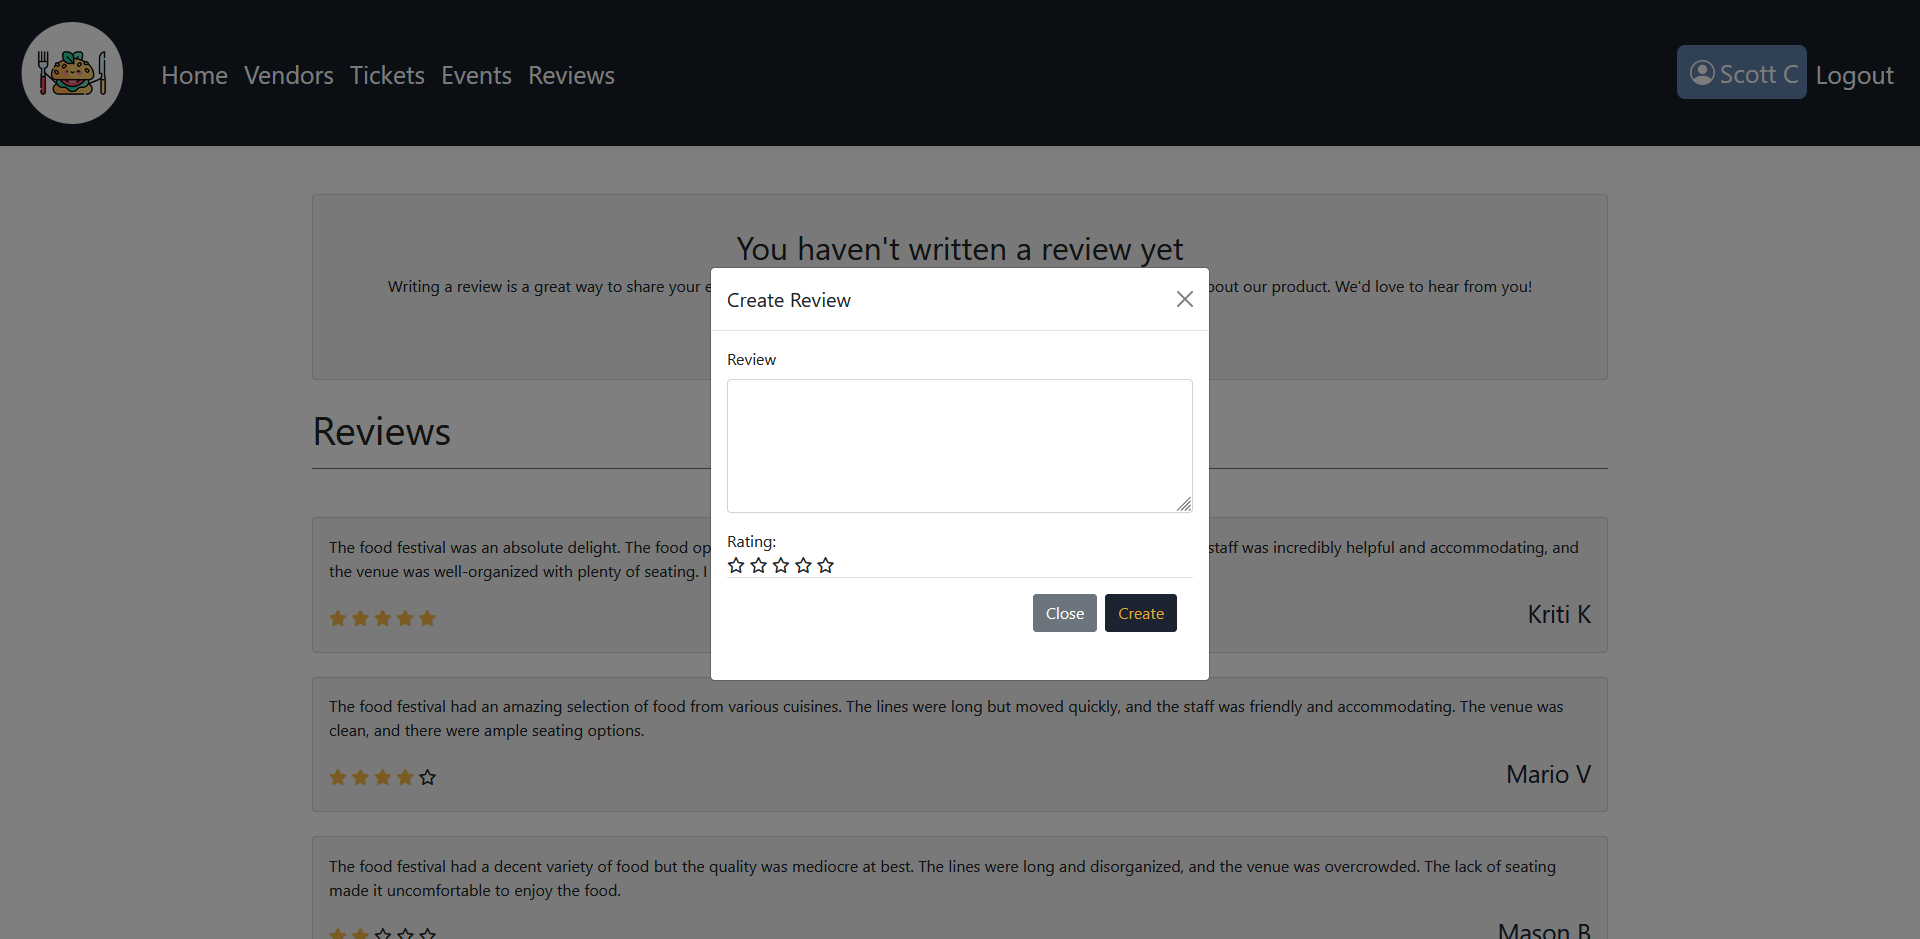 Home Vendors Tickets Events Reviews Scott C Logout
You haven't written a review yet
Writing a review is a great way to share your e
out our product. We'd love to hear from you!
Create Review
Review
Reviews
Rating:
Close Create
The food festival was an absolute delight. The food op
staff was incredibly helpful and accommodating, and
the venue was well-organized with plenty of seating. I
Kriti K
The food festival had an amazing selection of food from various cuisines. The lines were long but moved quickly, and the staff was friendly and accommodating. The venue was
clean, and there were ample seating options.
Mario V
The food festival had a decent variety of food but the quality was mediocre at best. The lines were long and disorganized, and the venue was overcrowded. The lack of seating
made it uncomfortable to enjoy the food.
Mason B